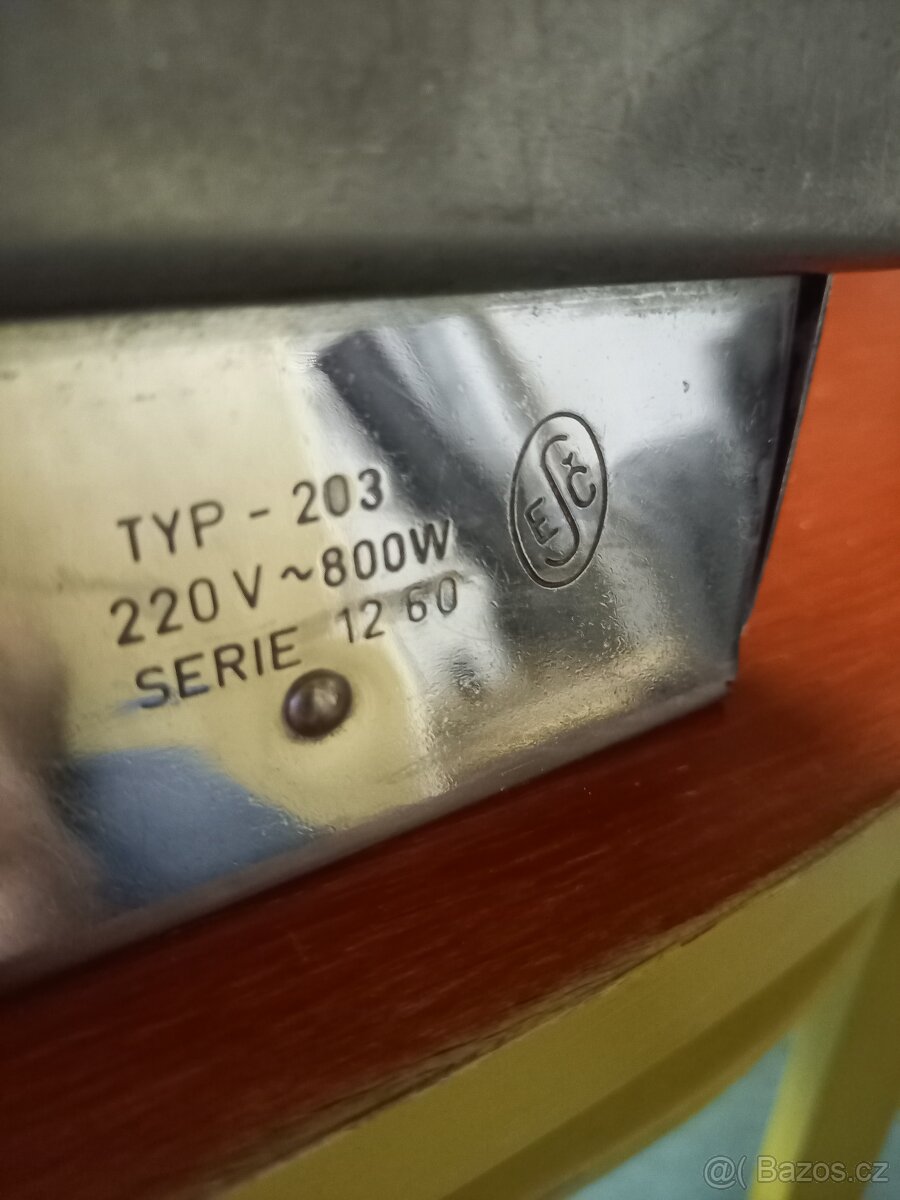 TYP - 203
220 V ~ 800W
SERIE 12 60
ESČ
@( Bazos.cz